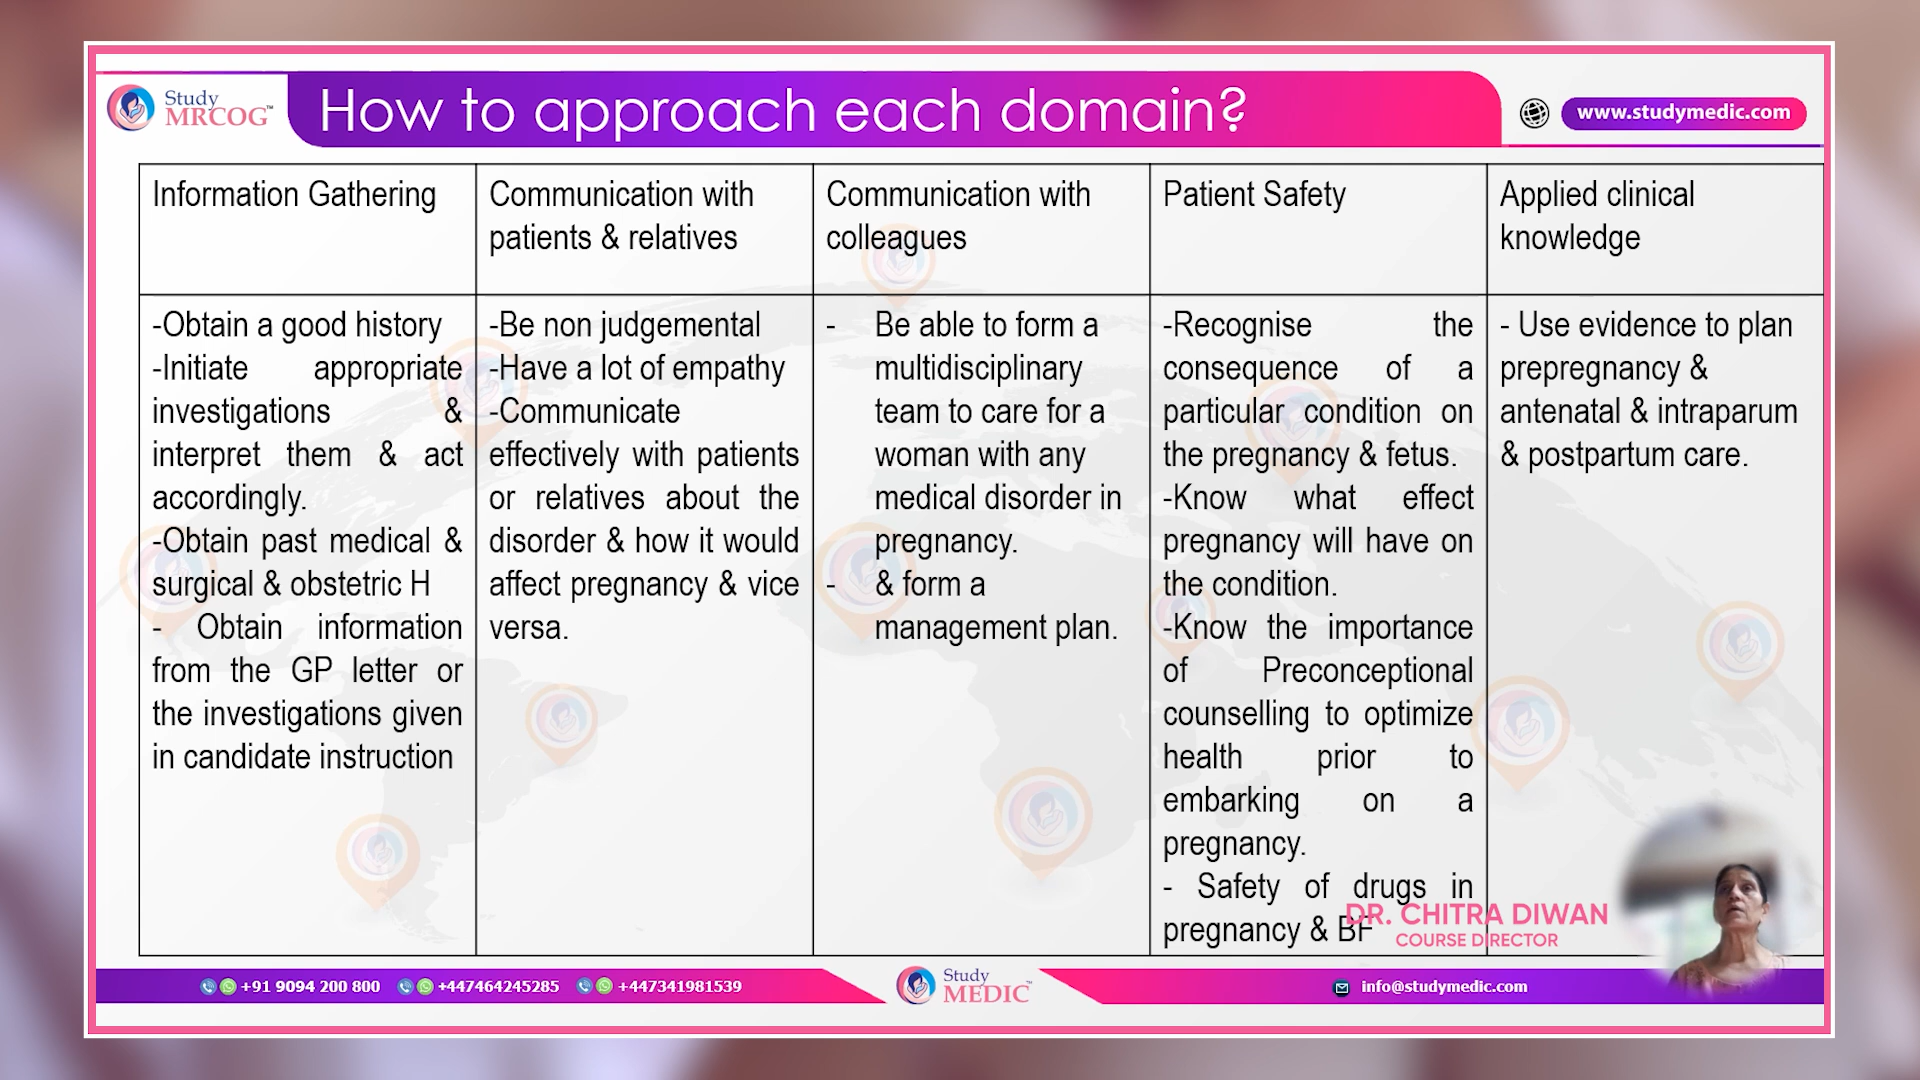 Study
MRCOG™
How to approach each domain?
www.studymedic.com
Information Gathering
Communication with
patients & relatives
Communication with
colleagues
Patient Safety
Applied clinical
knowledge
-Obtain a good history
-Initiate appropriate
investigations &
interpret them & act
accordingly.
-Obtain past medical &
surgical & obstetric H
- Obtain information
from the GP letter or
the investigations given
in candidate instruction
-Be non judgemental
-Have a lot of empathy
-Communicate
effectively with patients
or relatives about the
disorder & how it would
affect pregnancy & vice
versa.
- Be able to form a
multidisciplinary
team to care for a
woman with any
medical disorder in
pregnancy.
- & form a
management plan.
-Recognise the
consequence of a
particular condition on
the pregnancy & fetus.
-Know what effect
pregnancy will have on
the condition.
-Know the importance
of Preconceptional
counselling to optimize
health prior to
embarking on a
pregnancy.
- Safety of drugs in
pregnancy & BF
- Use evidence to plan
prepregnancy &
antenatal & intraparum
& postpartum care.
DR. CHITRA DIWAN
COURSE DIRECTOR
+91 9094 200 800
+447464245285
+447341981539
Study
MEDIC™
info@studymedic.com